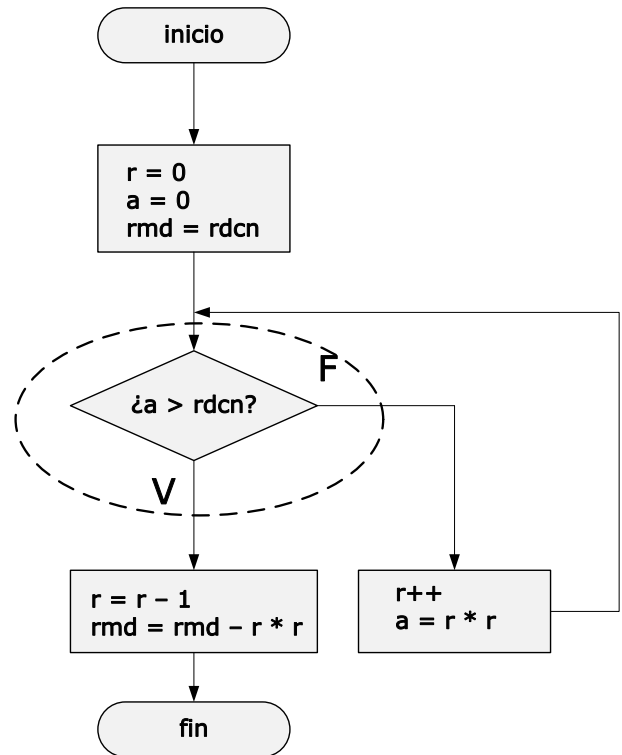 inicio
r = 0
a = 0
rmd = rdcn
F
¿a > rdcn?
V
r = r – 1
rmd = rmd – r * r
r++
a = r * r
fin